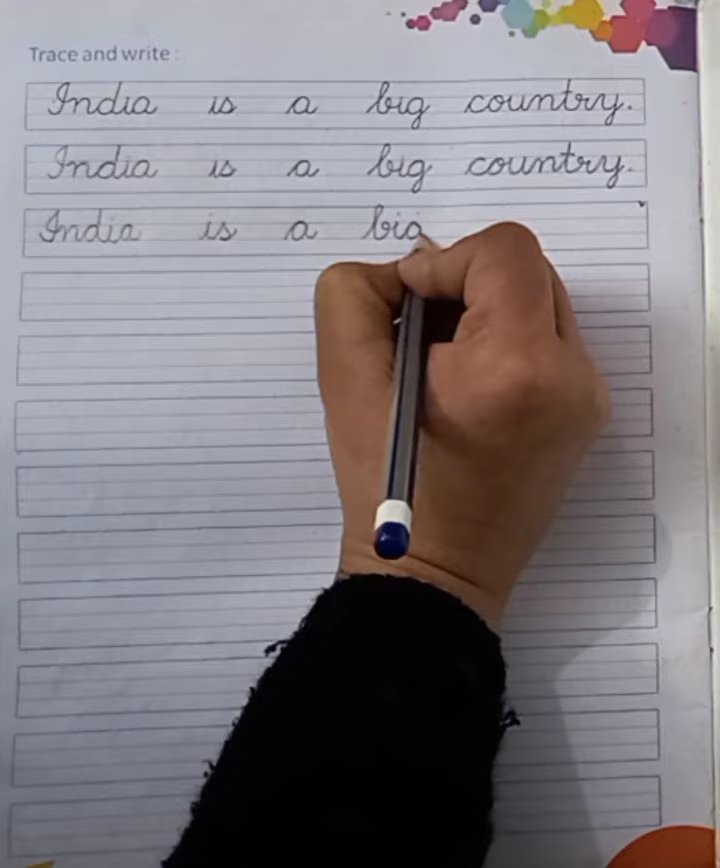 Trace and write :
India is a big country.
India is a big country.
India is a big